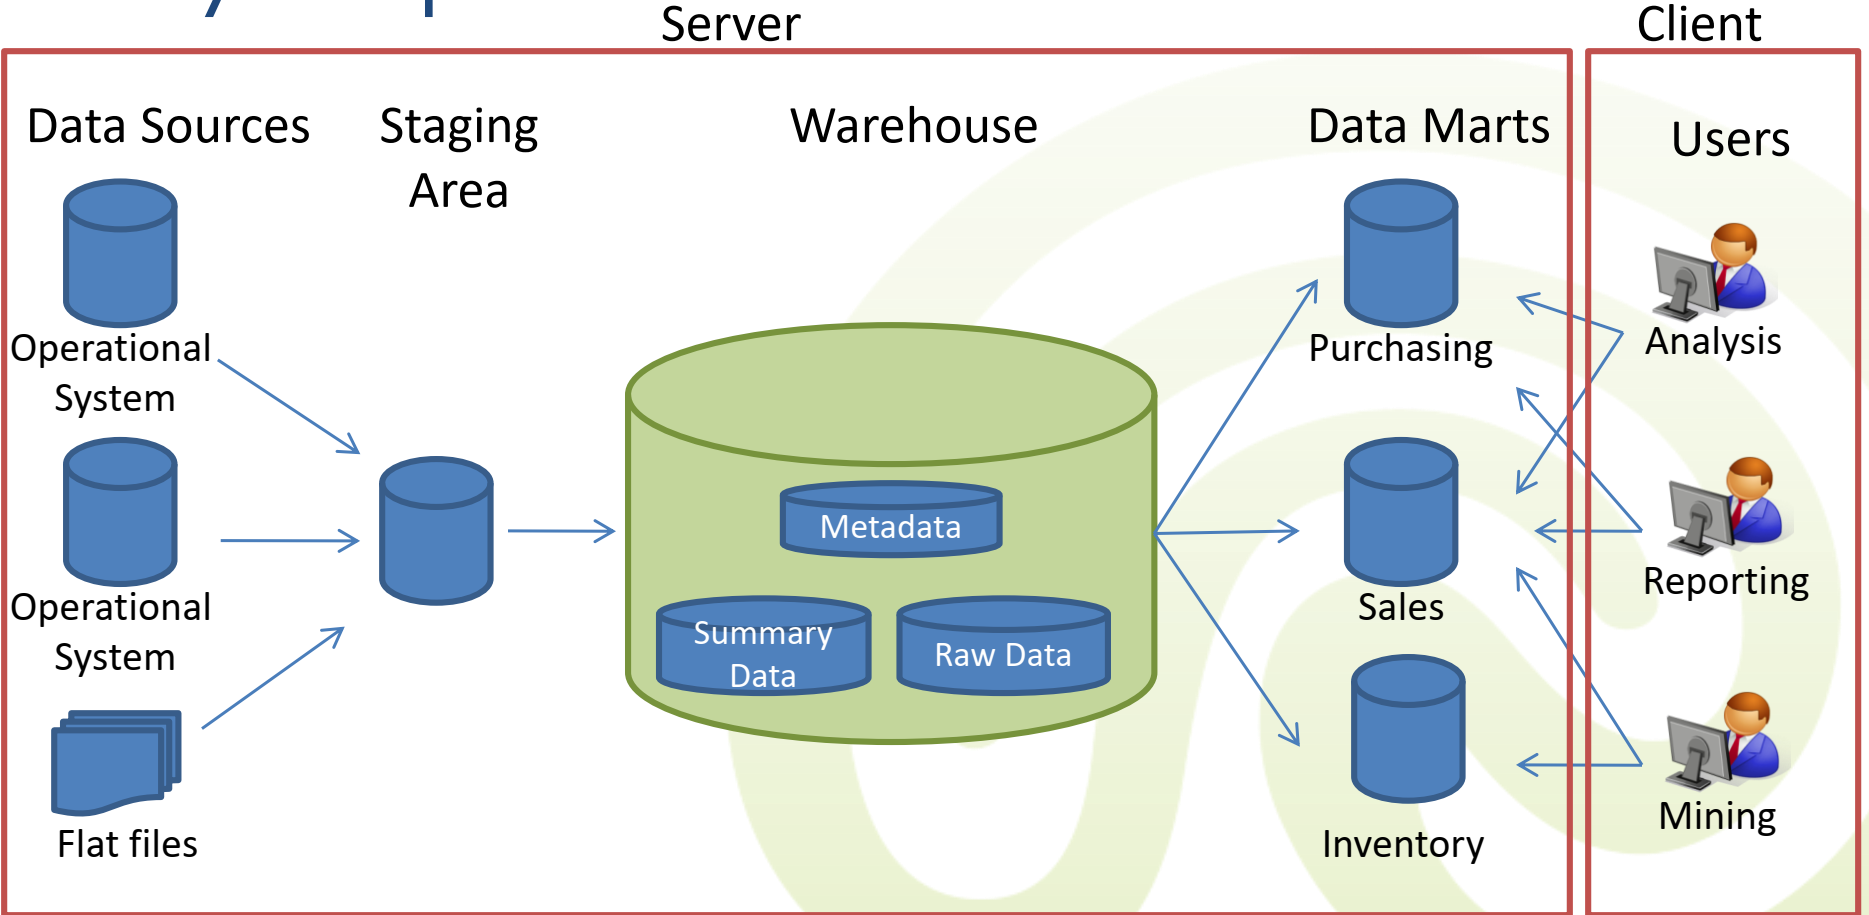 Server
Client
Data Sources
Staging
Area
Warehouse
Data Marts
Users
Operational
System
Operational
System
Flat files
Metadata
Summary
Data
Raw Data
Purchasing
Sales
Inventory
Analysis
Reporting
Mining